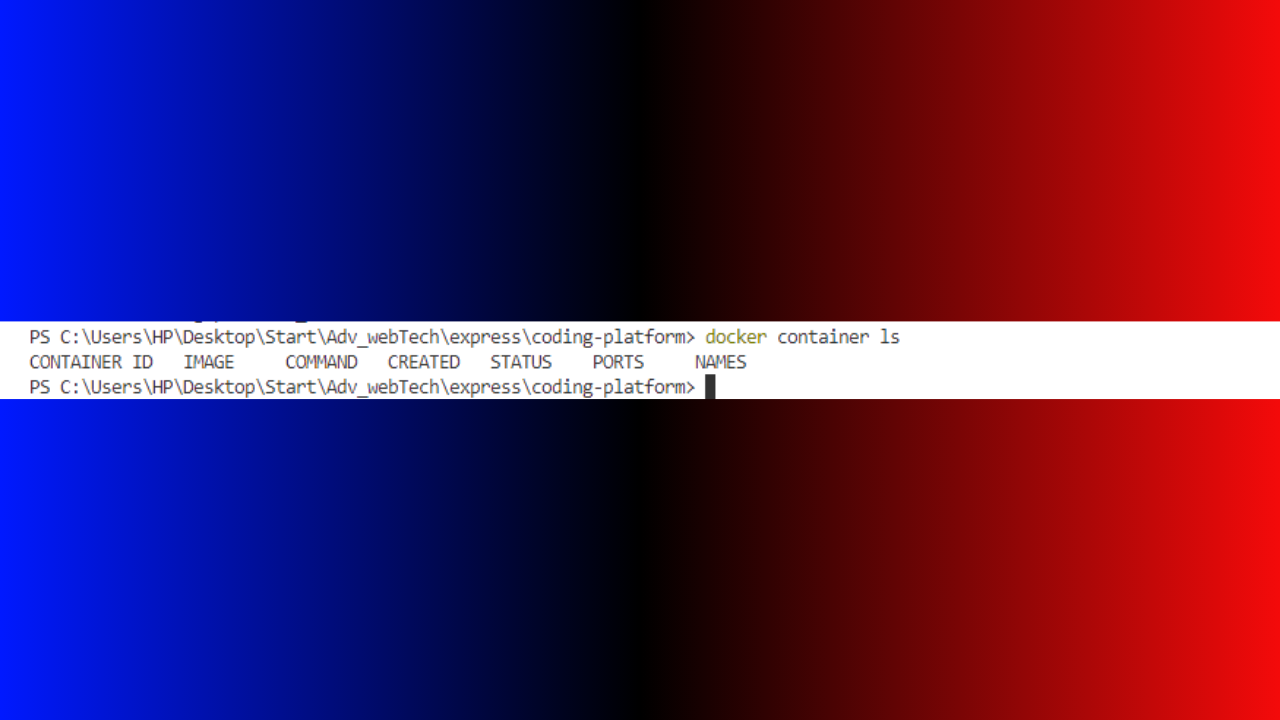 PS C:\Users\HP\Desktop\Start\Adv_webTech\express\coding-platform> docker container ls
CONTAINER ID   IMAGE     COMMAND   CREATED   STATUS    PORTS     NAMES
PS C:\Users\HP\Desktop\Start\Adv_webTech\express\coding-platform>